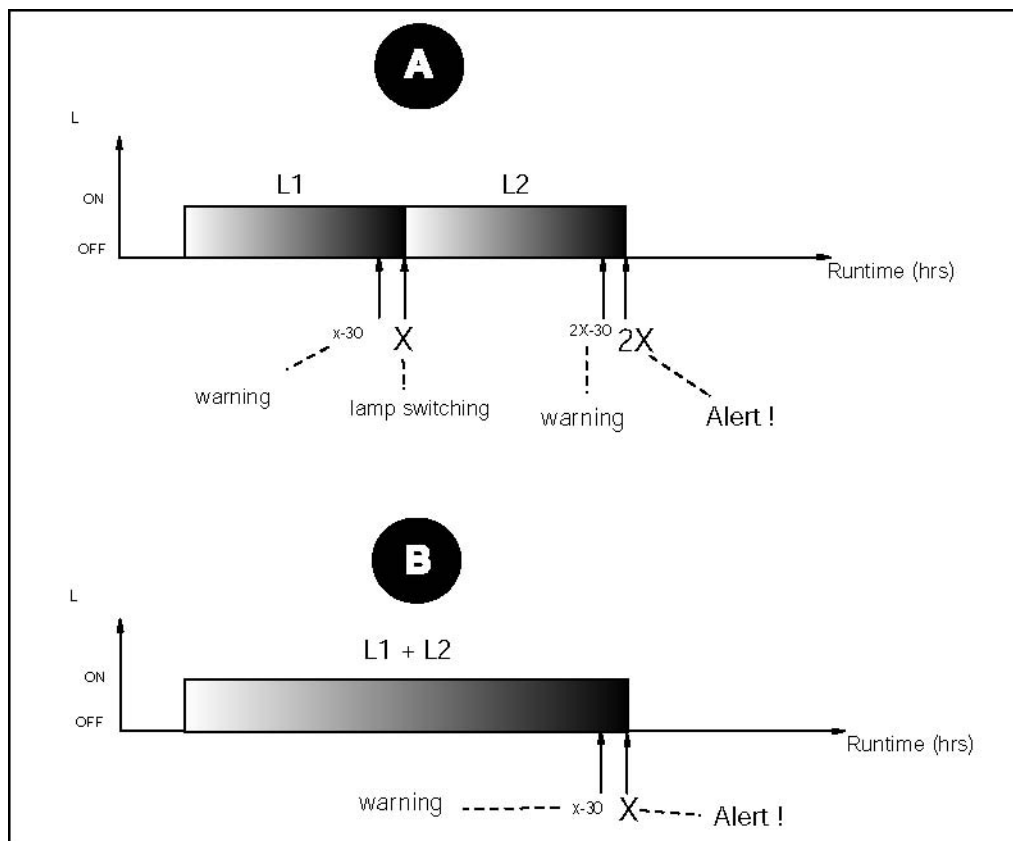 A
L
L1 L2
ON
OFF
Runtime (hrs)
x-30 X 2X-30 2X
warning lamp switching warning Alert !
B
L
L1 + L2
ON
OFF
Runtime (hrs)
warning x-30 X Alert !